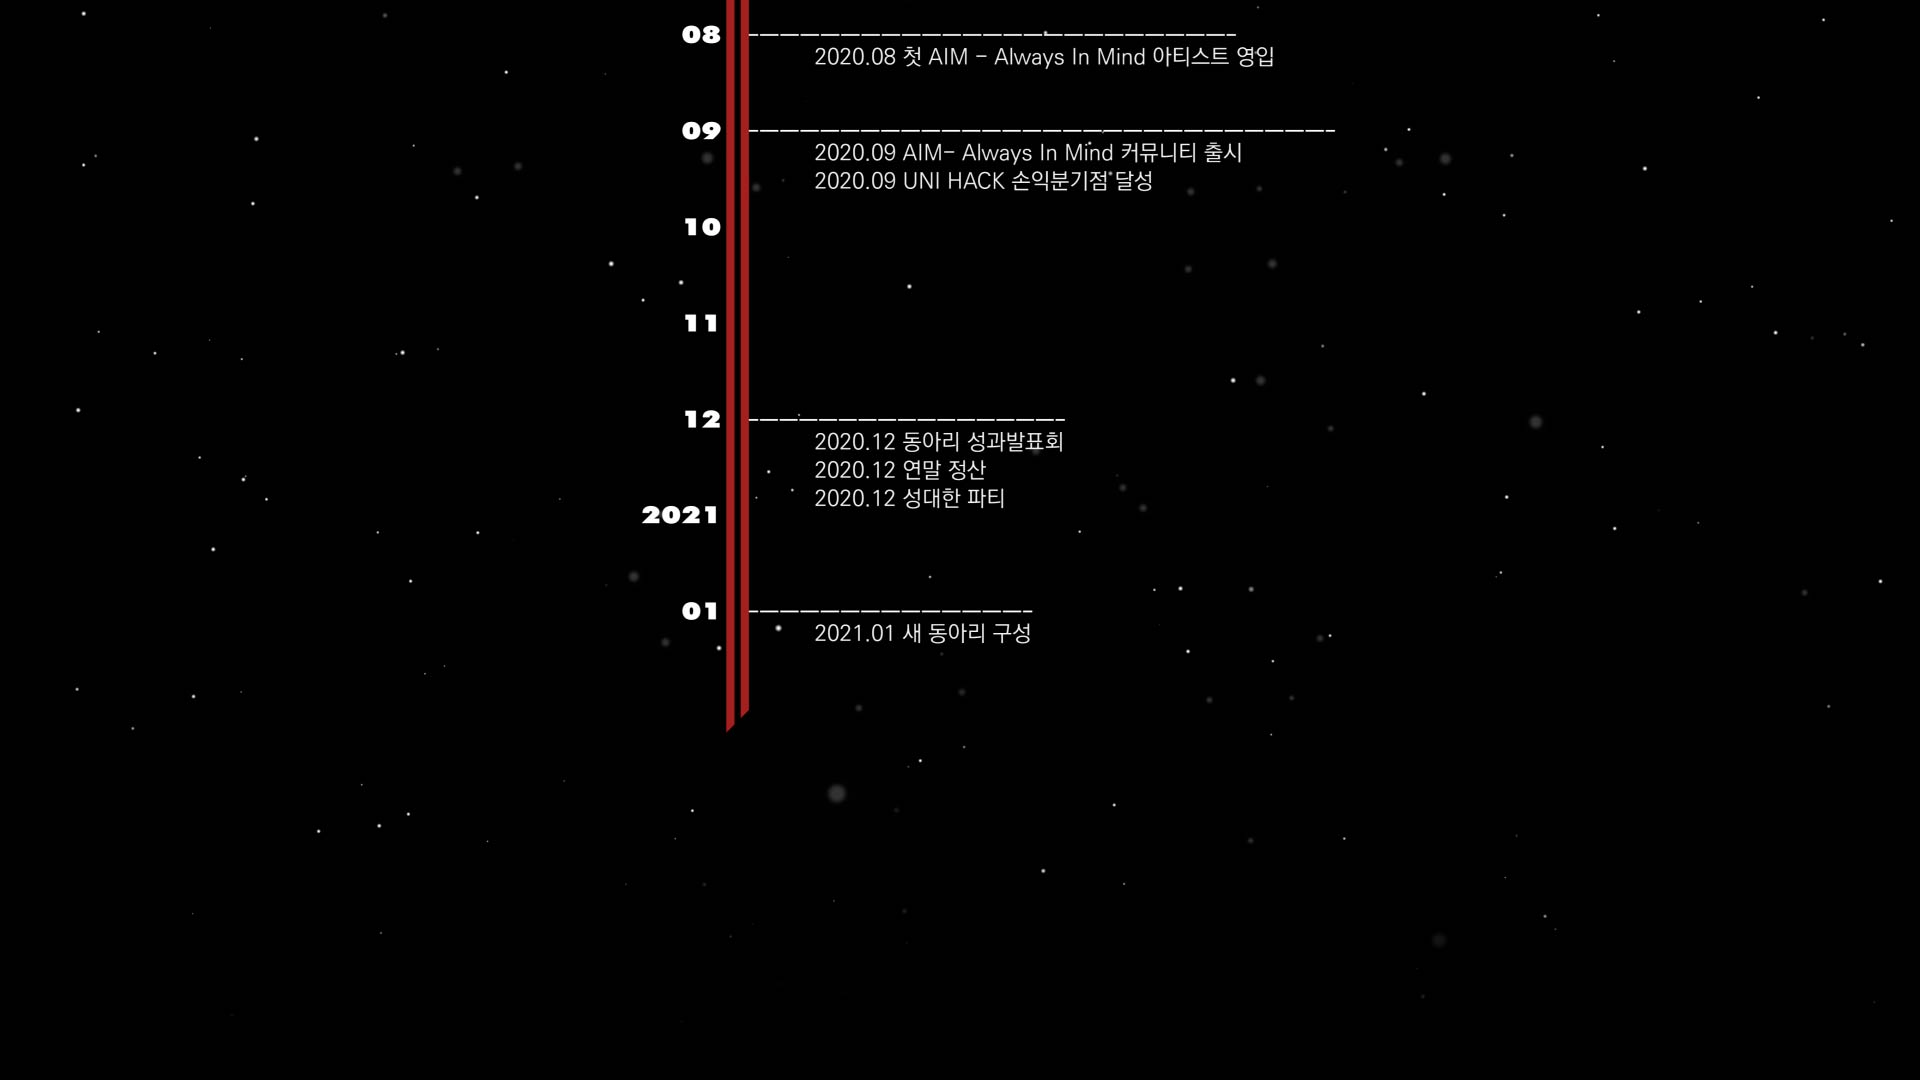 08
2020.08 첫 AIM - Always In Mind 아티스트 영입
09
2020.09 AIM- Always In Mind 커뮤니티 출시
2020.09 UNI HACK 손익분기점 달성
10
11
12
2020.12 동아리 성과발표회
2020.12 연말 정산
2020.12 성대한 파티
2021
01
2021.01 새 동아리 구성